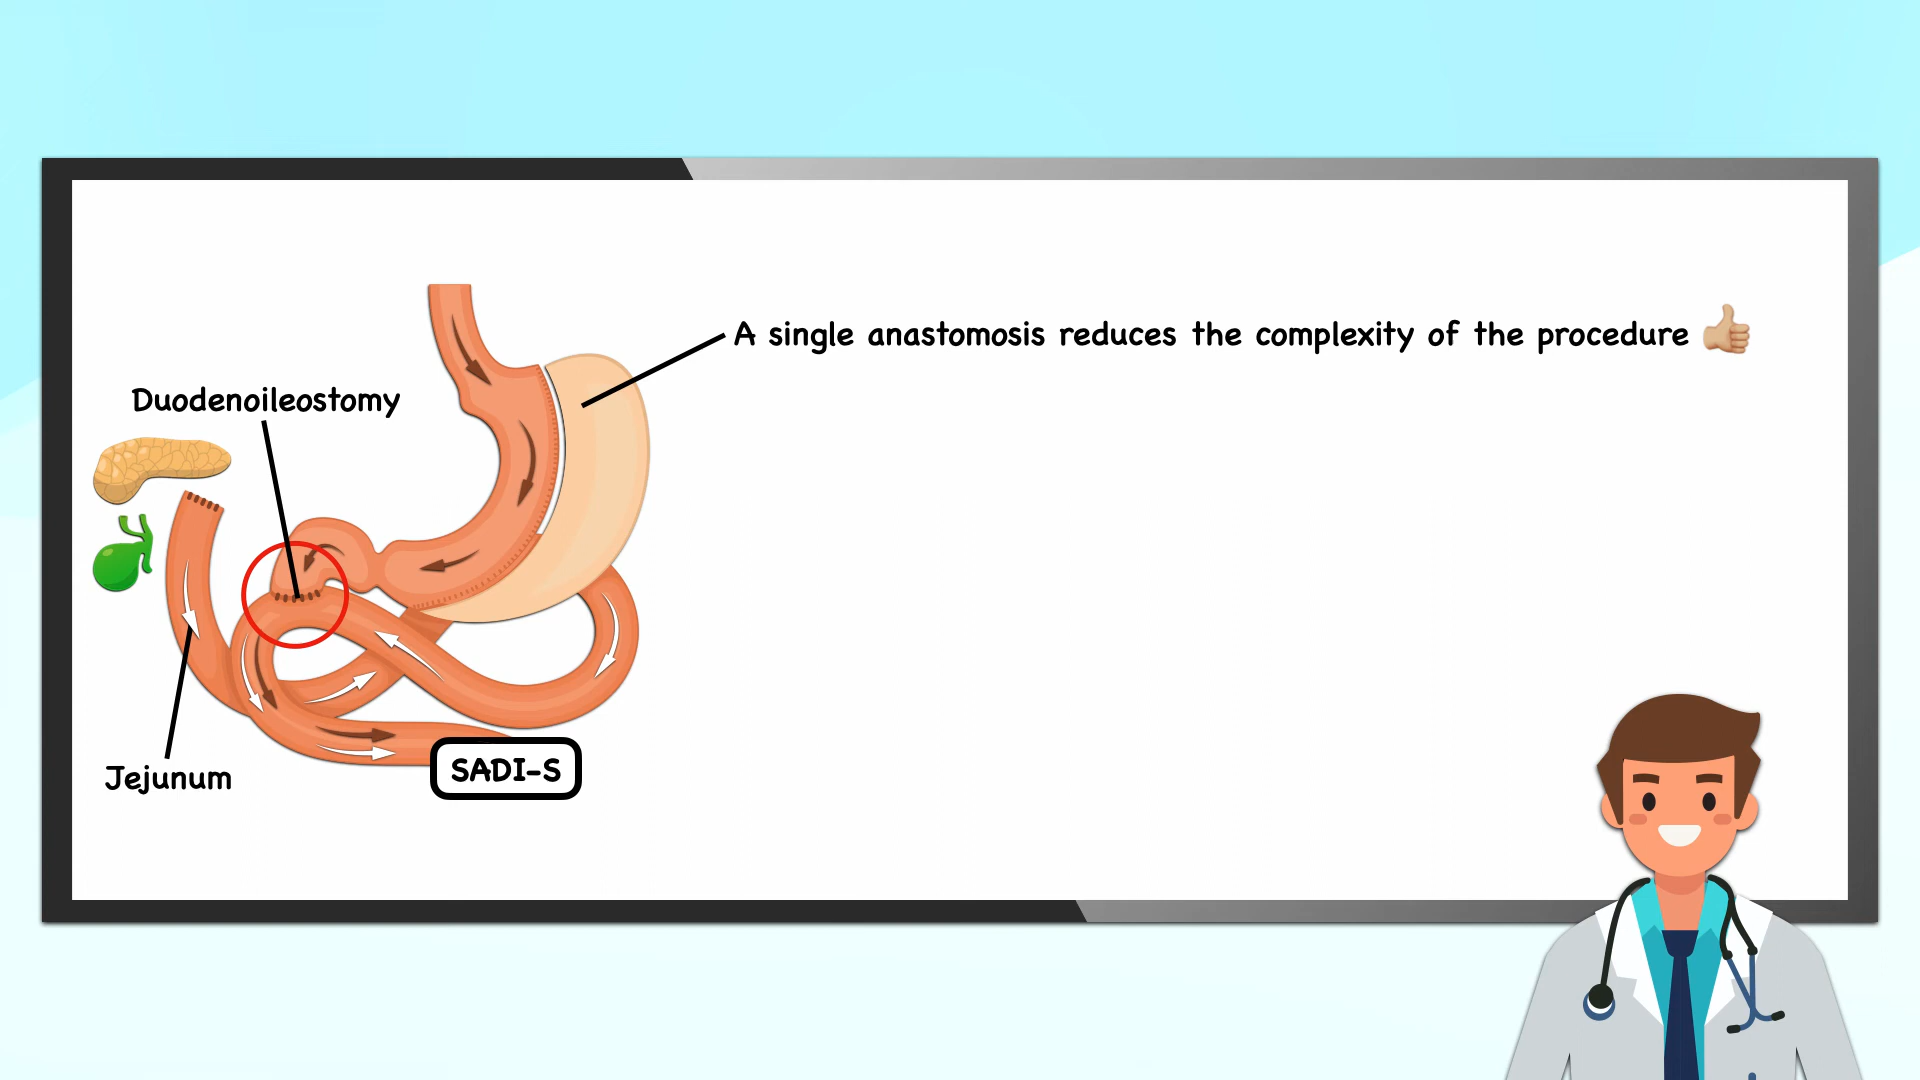 A single anastomosis reduces the complexity of the procedure 👍🏼
Duodenoileostomy
Jejunum
SADI-S